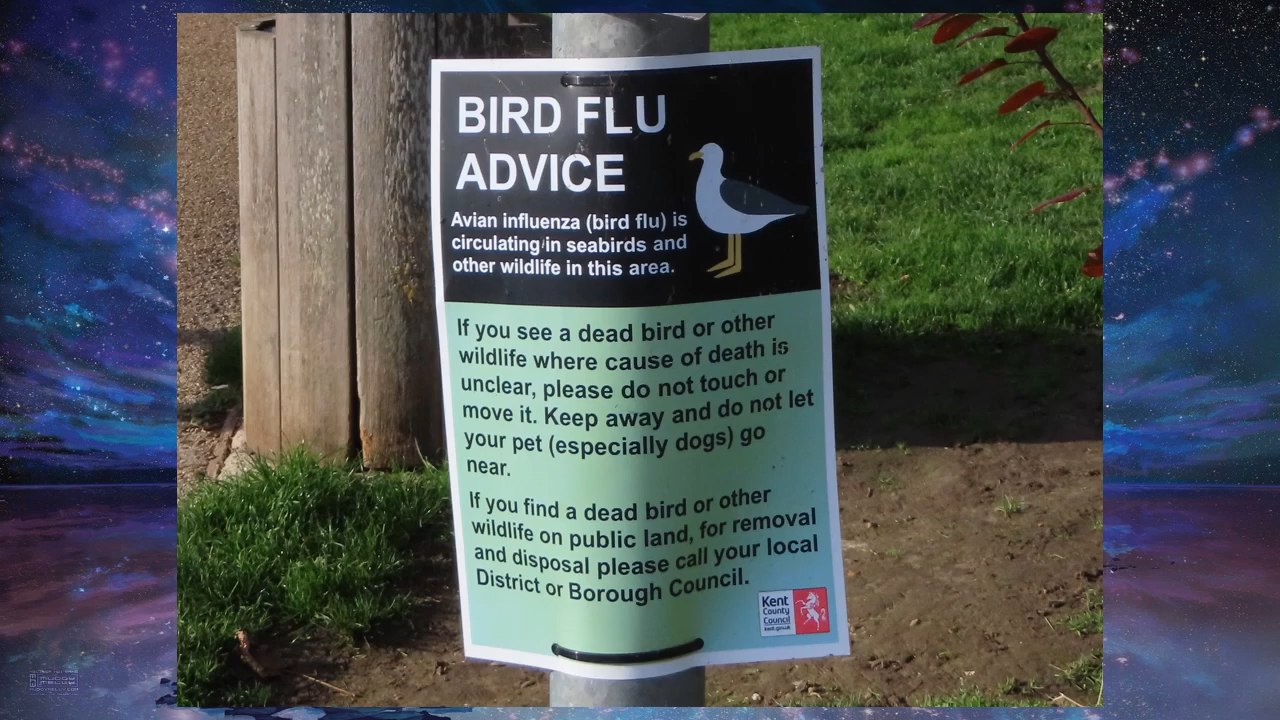 BIRD FLU
ADVICE
Avian influenza (bird flu) is
circulating in seabirds and
other wildlife in this area.
If you see a dead bird or other
wildlife where cause of death is
unclear, please do not touch or
move it. Keep away and do not let
your pet (especially dogs) go
near.
If you find a dead bird or other
wildlife on public land, for removal
and disposal please call your local
District or Borough Council.
Kent
County
Council
kent.gov.uk